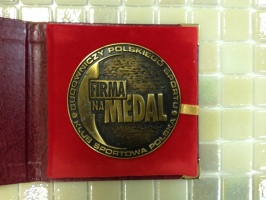 BUDOWNICZY POLSKIEGO SPORTU
FIRMA
NA
MEDAL
KLUB SPORTOWA POLSKA